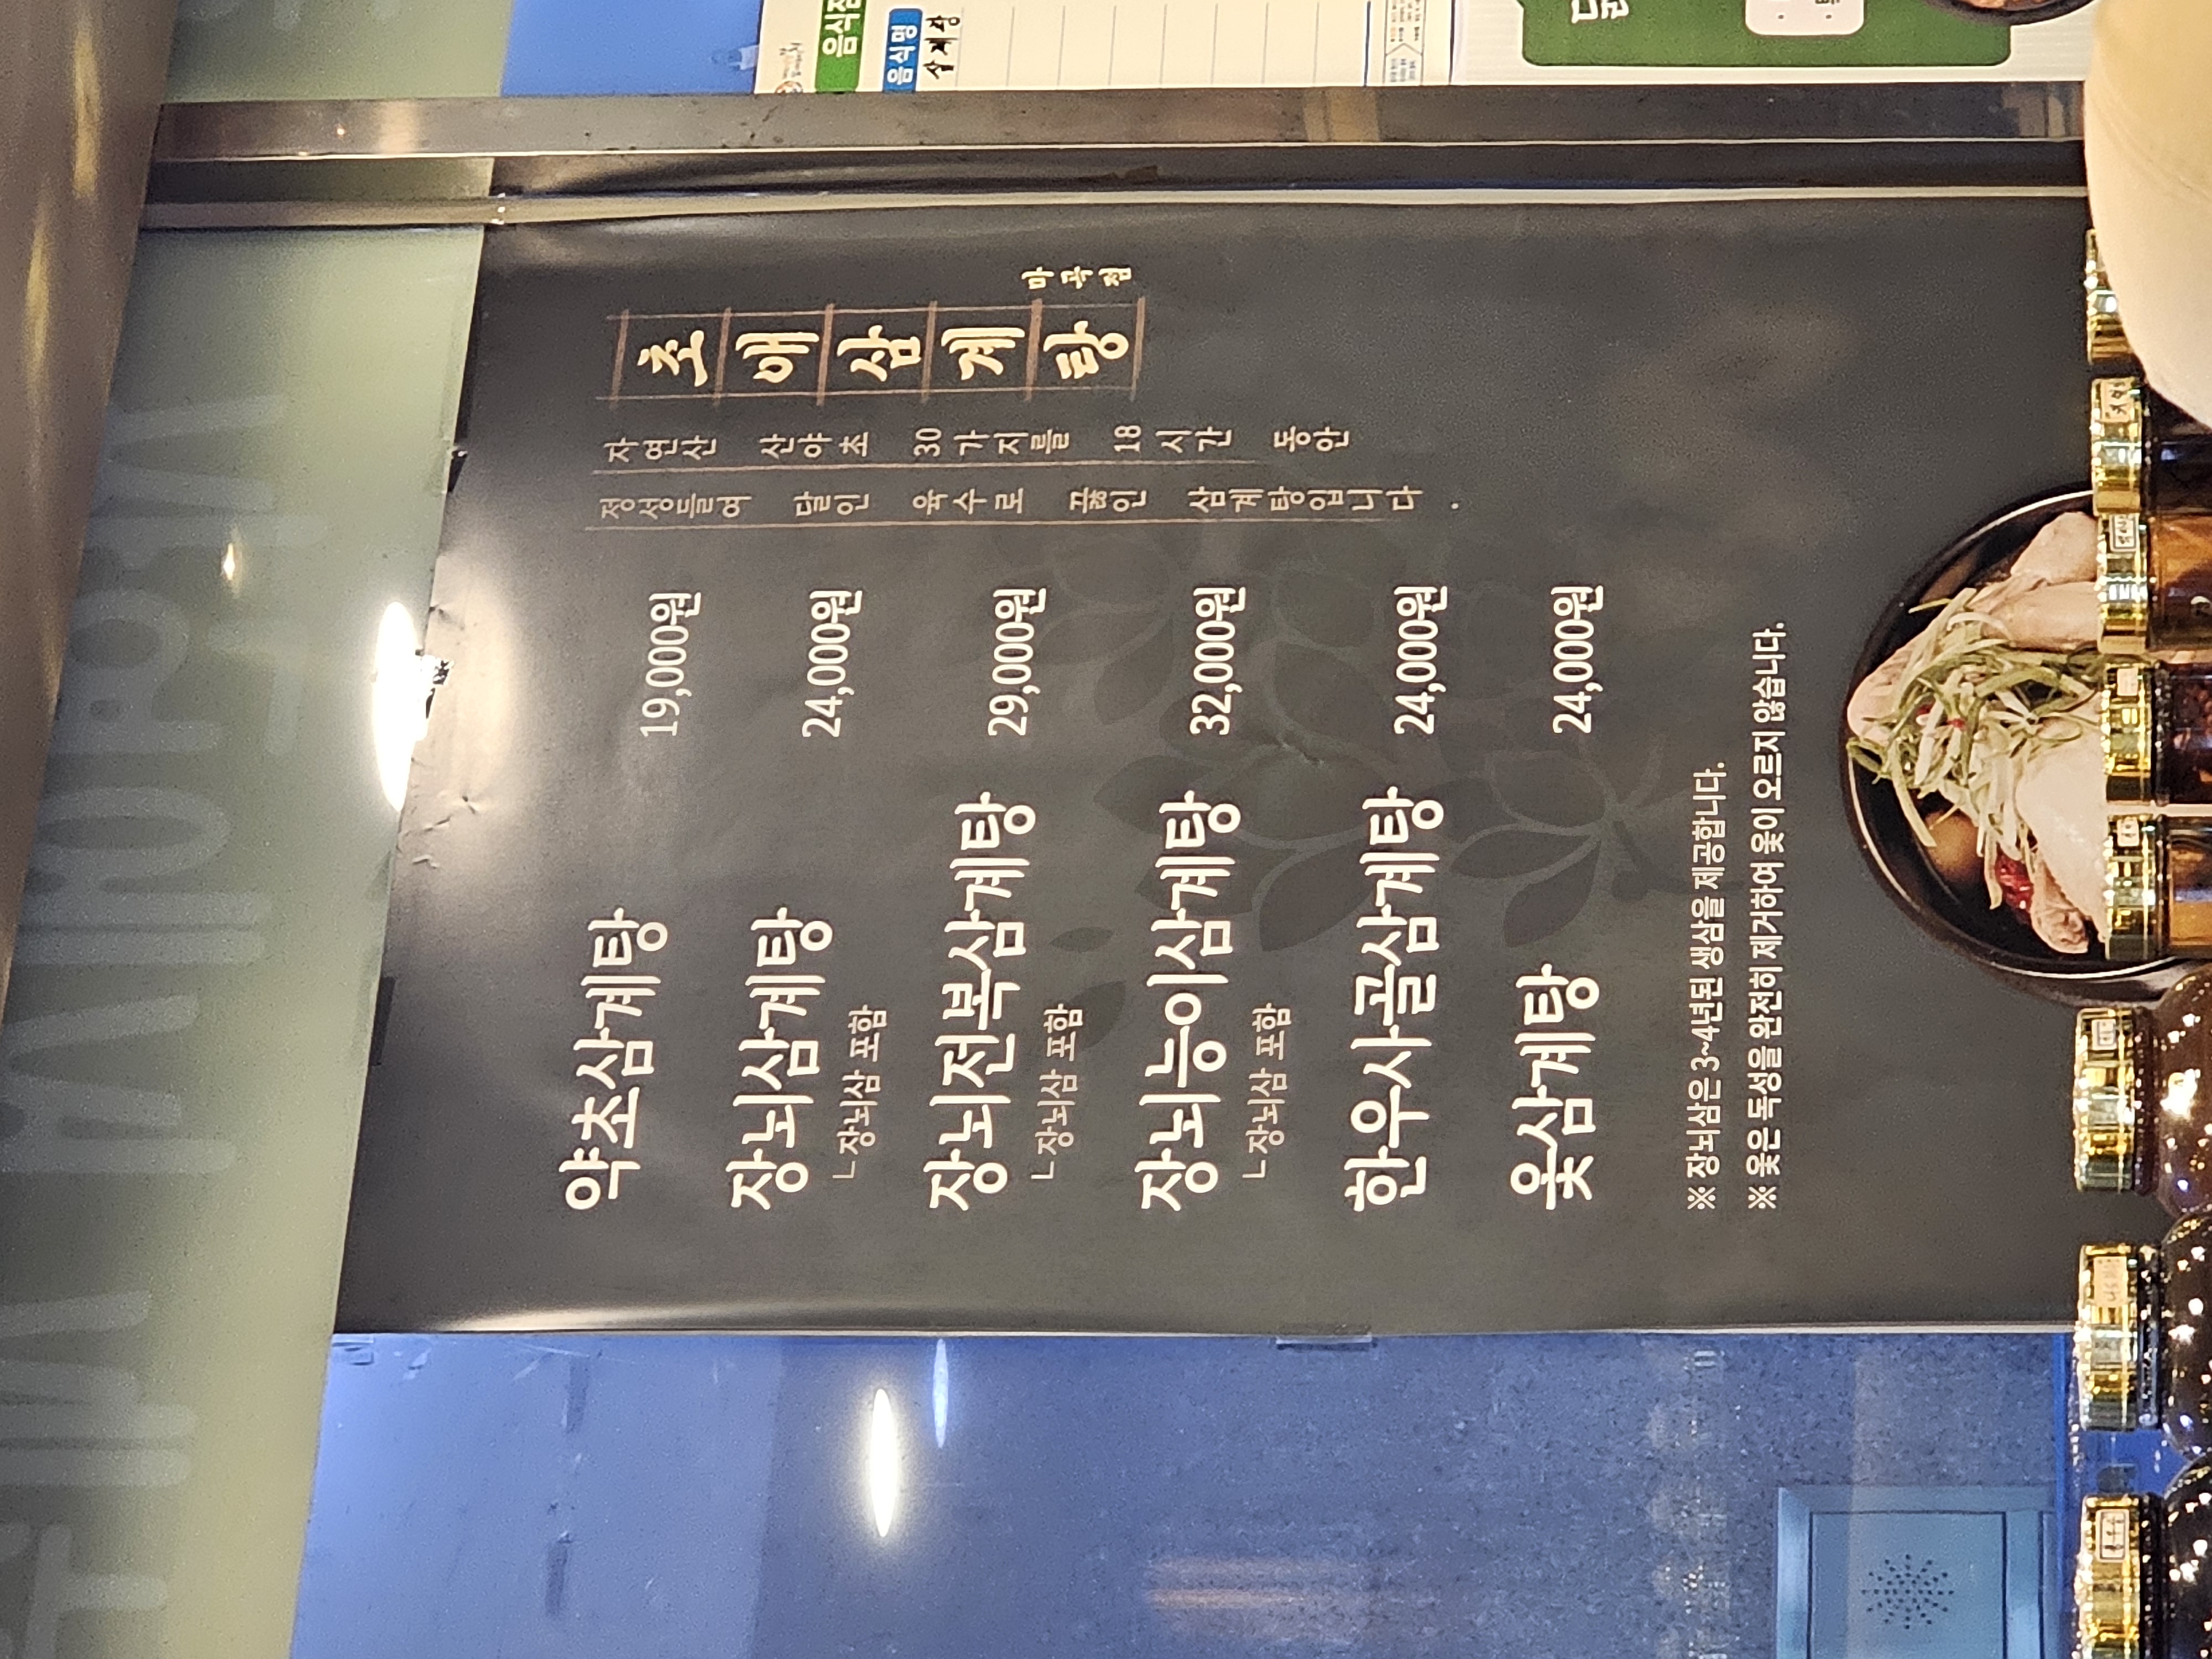 약초삼계탕 19,000원
장뇌삼계탕 24,000원
ㄴ장뇌삼 포함
장뇌전복삼계탕 29,000원
ㄴ장뇌삼 포함
장뇌능이삼계탕 32,000원
ㄴ장뇌삼 포함
한우사골삼계탕 24,000원
옻삼계탕 24,000원
※ 장뇌삼은 3~4년된 생삼을 제공합니다.
※ 옻은 독성을 완전히 제거하여 옻이 오르지 않습니다.
초애삼계탕
마곡점
자연산 산야초 30가지를 18시간 동안
정성들여 달인 육수로 끓인 삼계탕입니다.
음식명
삼계탕